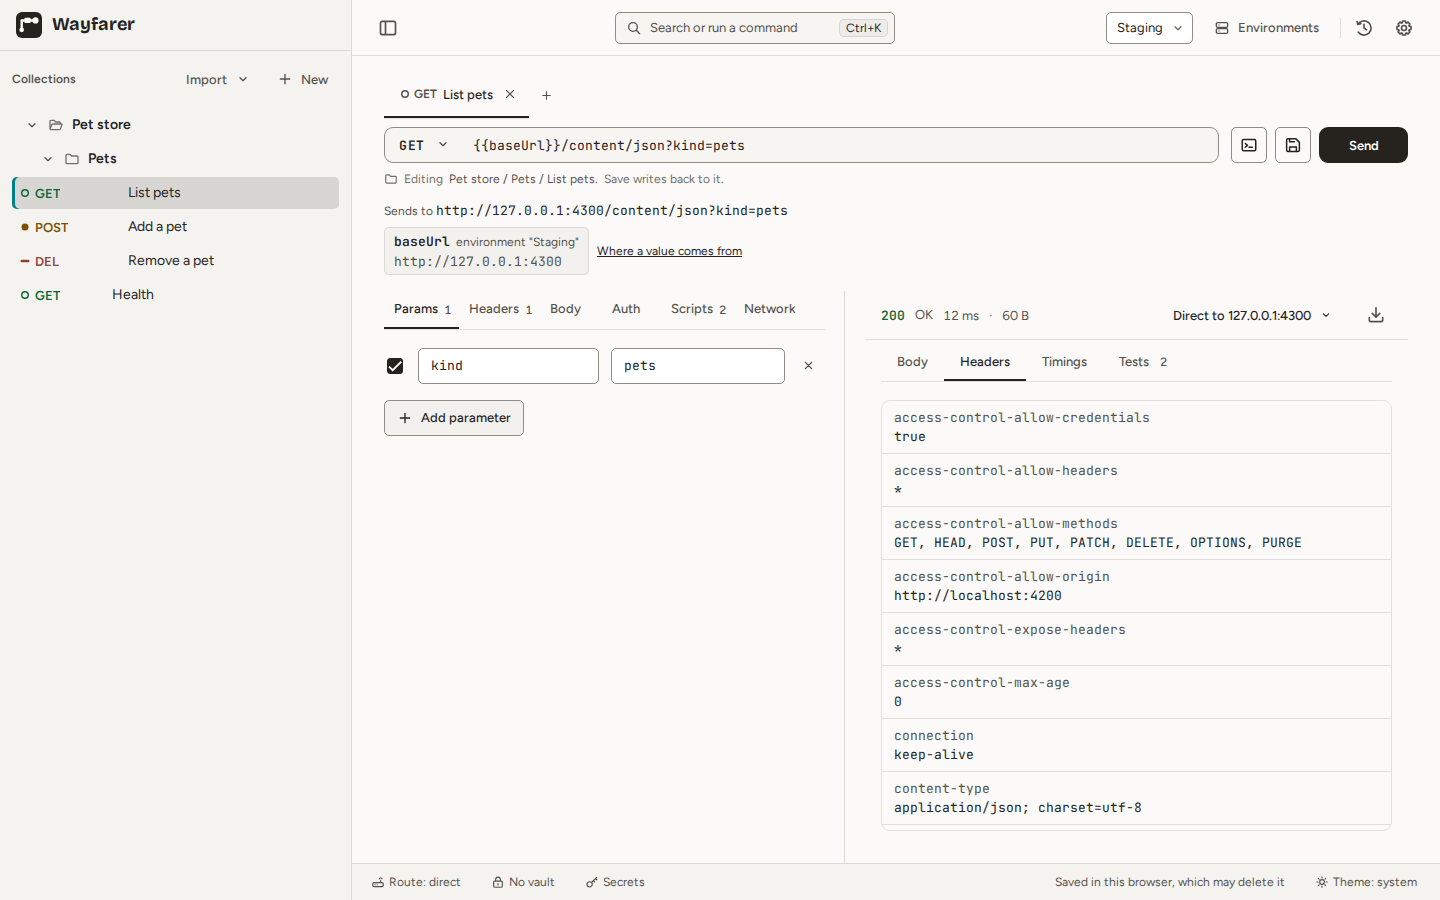 Wayfarer
Search or run a command
Ctrl+K
Staging
Environments
Collections
Import
New
Pet store
Pets
GET List pets
POST Add a pet
DEL Remove a pet
GET Health
GET List pets
GET {{baseUrl}}/content/json?kind=pets
Send
Editing Pet store / Pets / List pets. Save writes back to it.
Sends to http://127.0.0.1:4300/content/json?kind=pets
baseUrl environment "Staging"
http://127.0.0.1:4300
Where a value comes from
Params 1 Headers 1 Body Auth Scripts 2 Network
kind pets
Add parameter
200 OK 12 ms · 60 B
Direct to 127.0.0.1:4300
Body Headers Timings Tests 2
access-control-allow-credentials
true
access-control-allow-headers
*
access-control-allow-methods
GET, HEAD, POST, PUT, PATCH, DELETE, OPTIONS, PURGE
access-control-allow-origin
http://localhost:4200
access-control-expose-headers
*
access-control-max-age
0
connection
keep-alive
content-type
application/json; charset=utf-8
Route: direct
No vault
Secrets
Saved in this browser, which may delete it
Theme: system